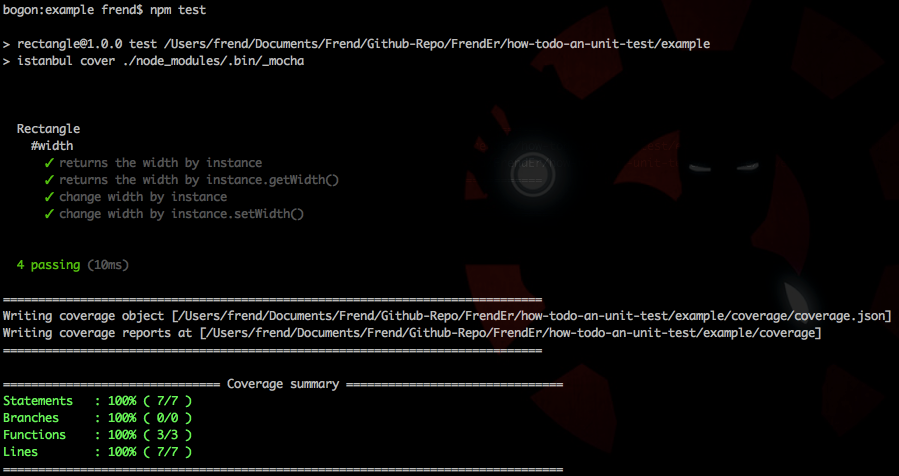 bogon:example frend$ npm test
> rectangle@1.0.0 test /Users/frend/Documents/Frend/Github-Repo/FrendEr/how-todo-an-unit-test/example
> istanbul cover ./node_modules/.bin/_mocha
Rectangle
#width
✓ returns the width by instance
✓ returns the width by instance.getWidth()
✓ change width by instance
✓ change width by instance.setWidth()
4 passing (10ms)
=============================================================================
Writing coverage object [/Users/frend/Documents/Frend/Github-Repo/FrendEr/how-todo-an-unit-test/example/coverage/coverage.json]
Writing coverage reports at [/Users/frend/Documents/Frend/Github-Repo/FrendEr/how-todo-an-unit-test/example/coverage]
=============================================================================
=============================== Coverage summary ===============================
Statements   : 100% ( 7/7 )
Branches     : 100% ( 0/0 )
Functions    : 100% ( 3/3 )
Lines        : 100% ( 7/7 )
================================================================================